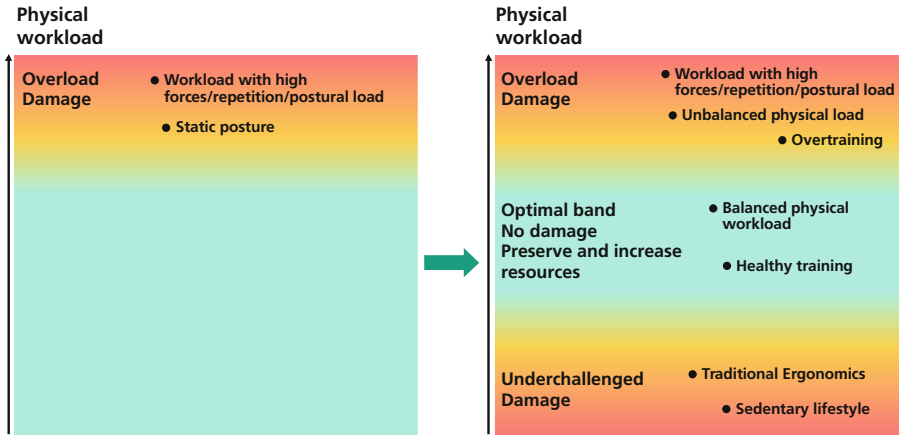 Physical
workload
Overload
Damage
Workload with high
forces/repetition/postural load
Static posture
Physical
workload
Overload
Damage
Workload with high
forces/repetition/postural load
Unbalanced physical load
Overtraining
Optimal band
No damage
Preserve and increase
resources
Balanced physical
workload
Healthy training
Underchallenged
Damage
Traditional Ergonomics
Sedentary lifestyle